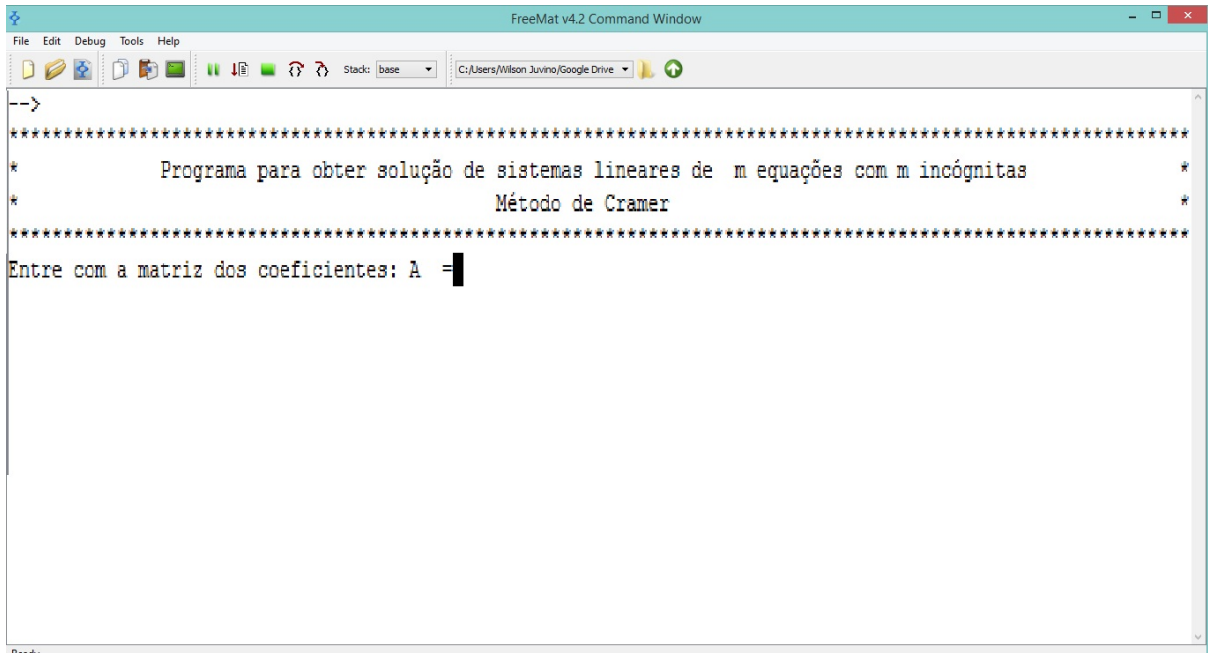 FreeMat v4.2 Command Window
File Edit Debug Tools Help
Stack: base C:/Users/Wilson Juvino/Google Drive
-->
*************************************************************************************************
* Programa para obter solução de sistemas lineares de  m equações com m incógnitas *
* Método de Cramer *
*************************************************************************************************
Entre com a matriz dos coeficientes: A  =
Ready